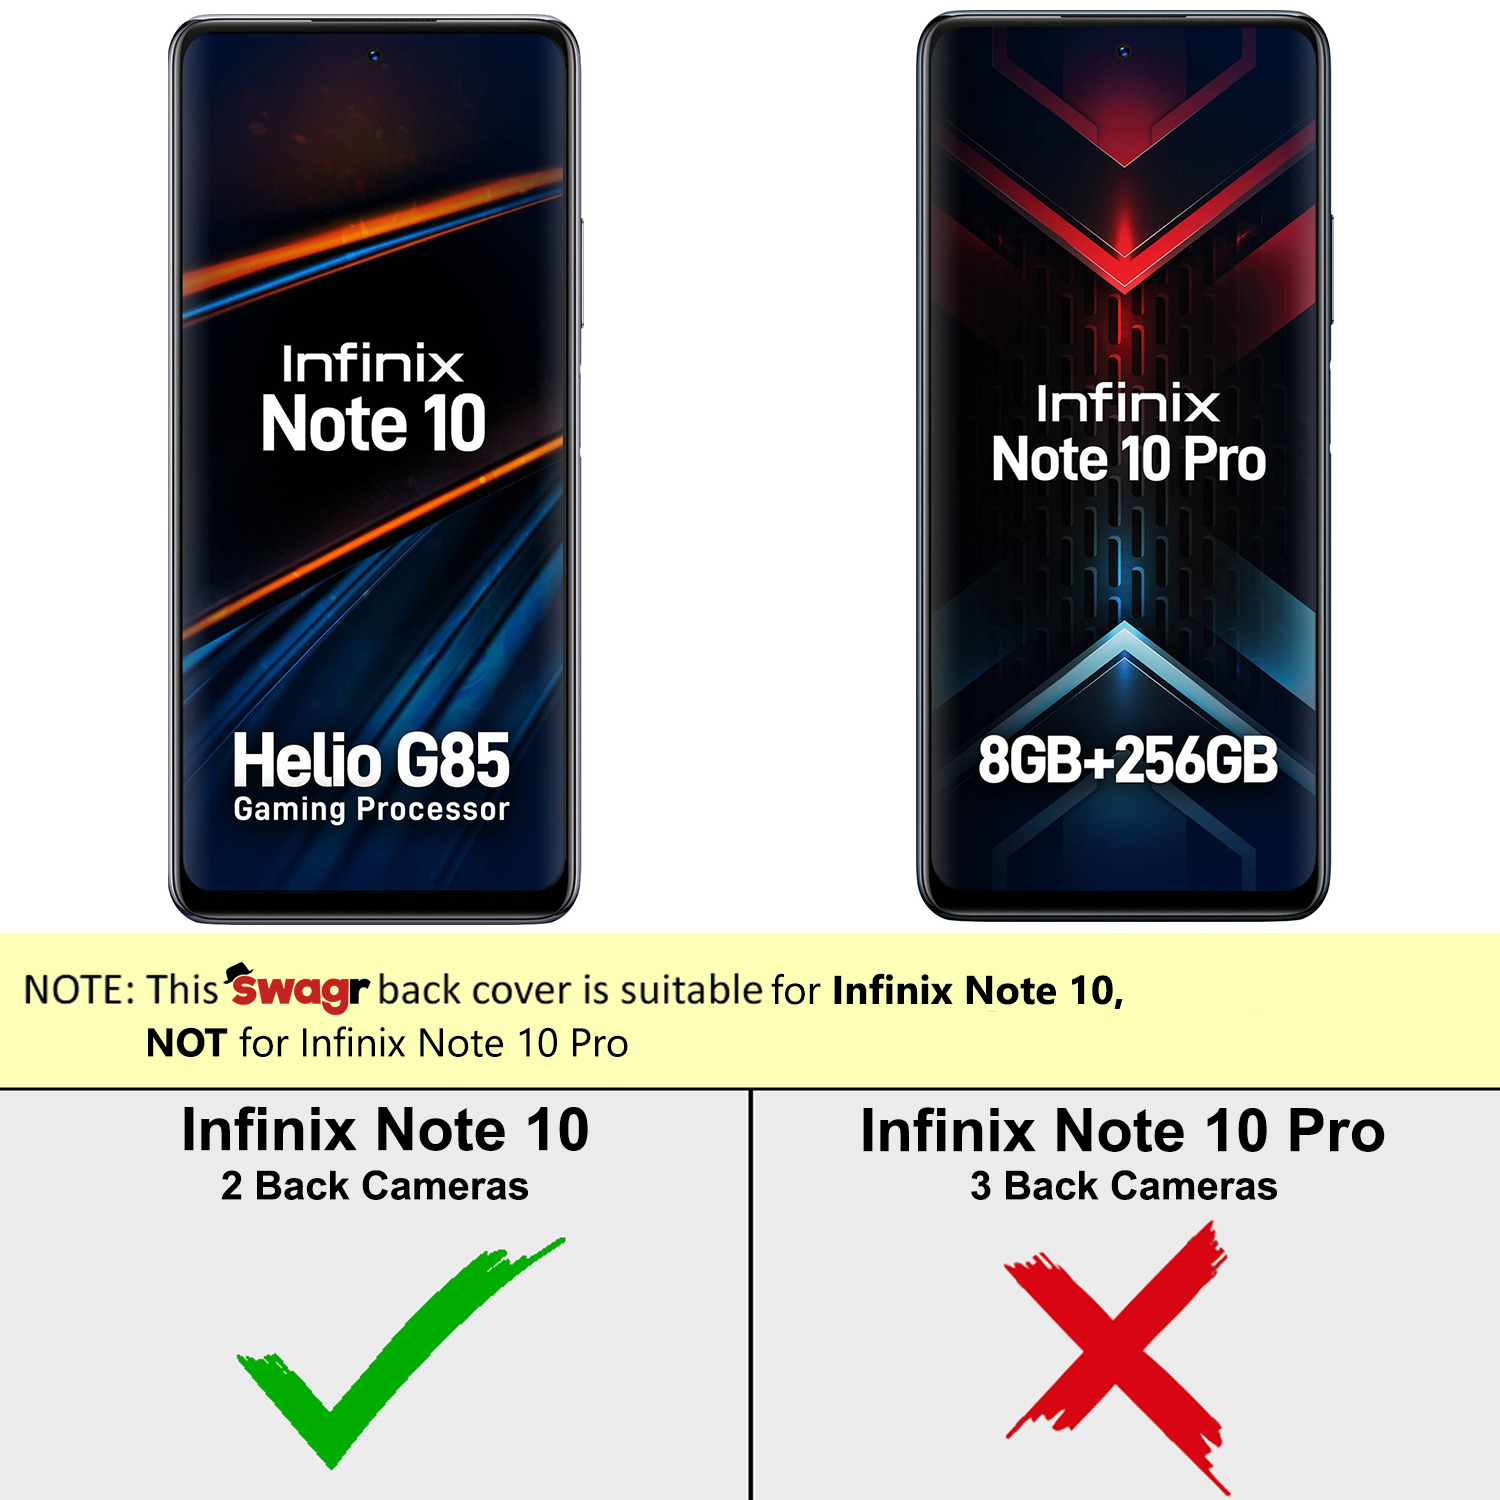 Infinix
Note 10
Helio G85
Gaming Processor
Infinix
Note 10 Pro
8GB+256GB
NOTE: This Swagr back cover is suitable for Infinix Note 10,
NOT for Infinix Note 10 Pro
Infinix Note 10
2 Back Cameras
Infinix Note 10 Pro
3 Back Cameras